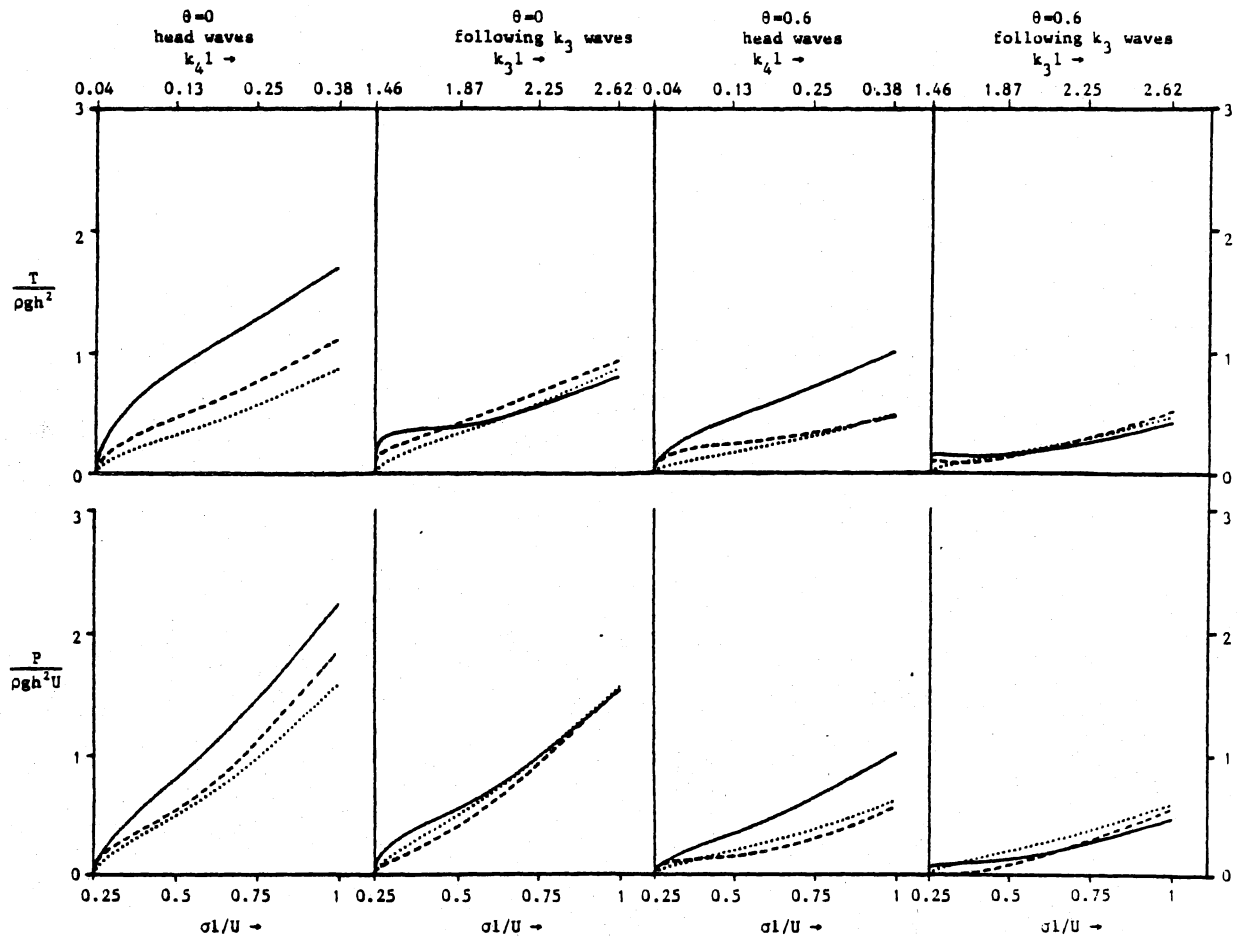 θ=0 θ=0 θ=0.6 θ=0.6
head waves following k3 waves head waves following k3 waves
k4l → k3l → k4l → k3l →
0.04 0.13 0.25 0.38 1.46 1.87 2.25 2.62 0.04 0.13 0.25 0.38 1.46 1.87 2.25 2.62
3 3
2 2
T
ρgh²
1 1
0 0
3 3
2 2
P
ρgh²U
1 1
0 0
0.25 0.5 0.75 1 0.25 0.5 0.75 1 0.25 0.5 0.75 1 0.25 0.5 0.75 1
σl/U → σl/U → σl/U → σl/U →